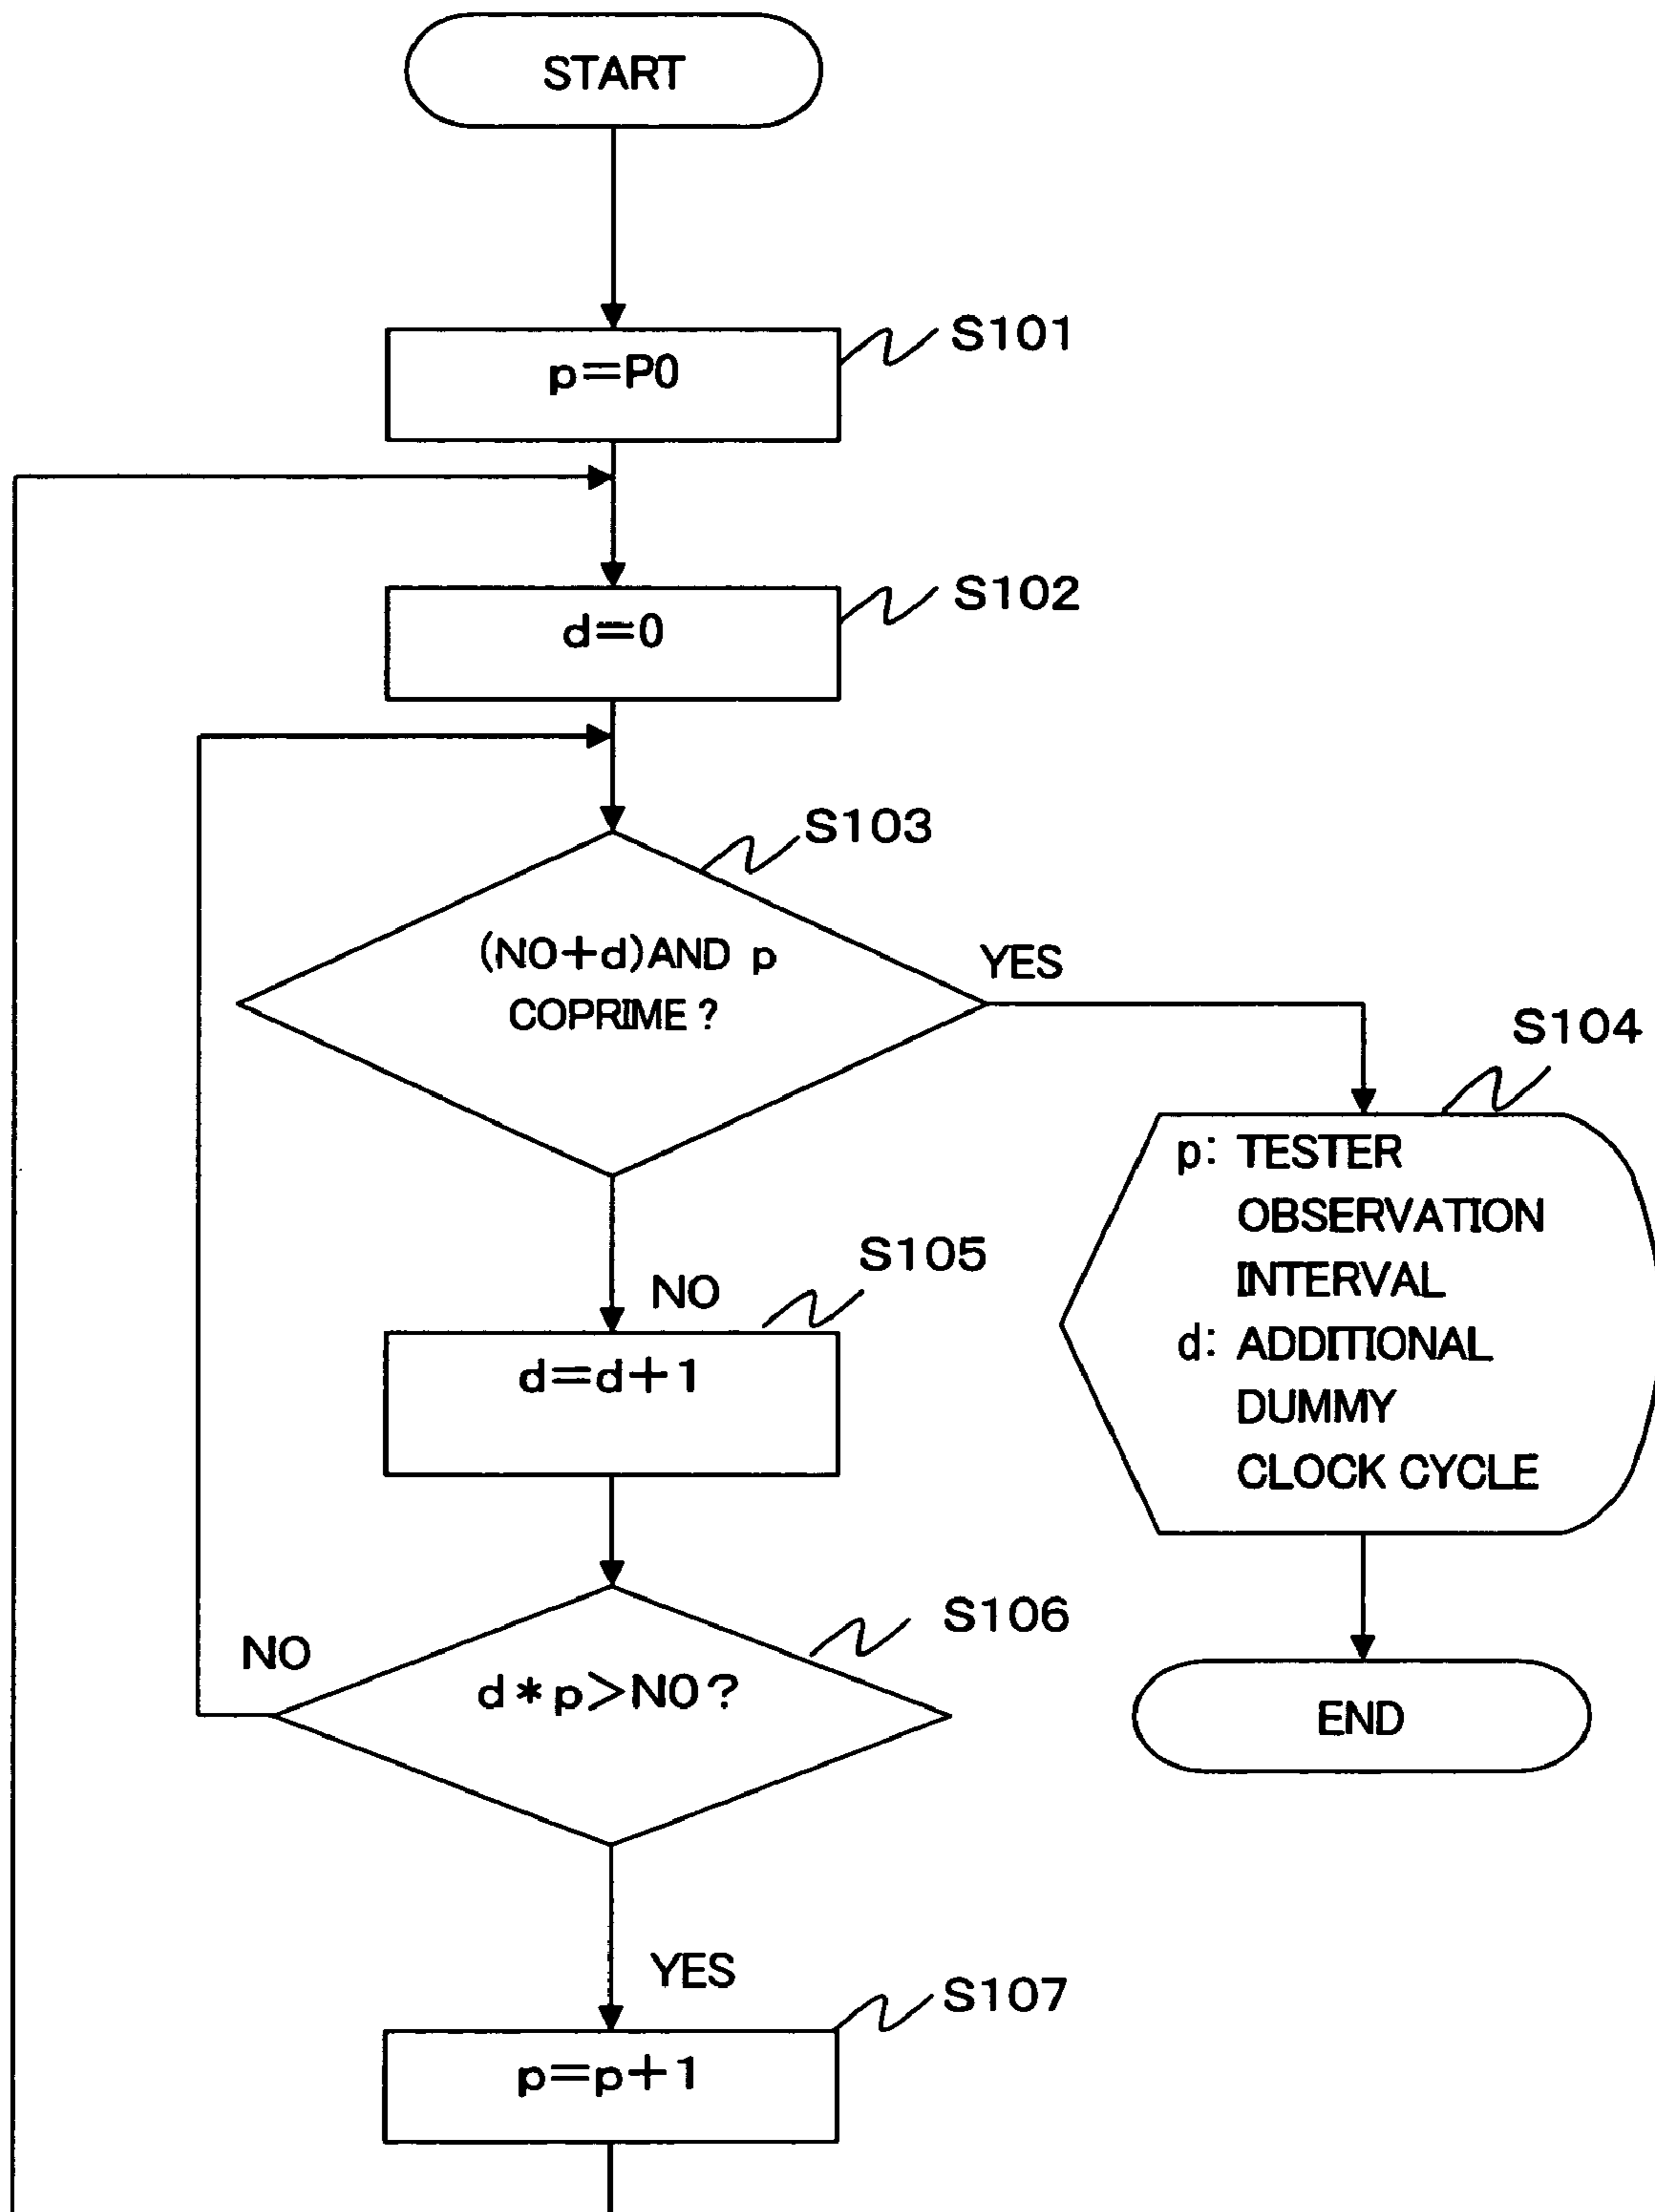 START
S101
p=P0
S102
d=0
S103
(N0+d)AND p
COPRIME?
YES
S104
p: TESTER
OBSERVATION
INTERVAL
d: ADDITIONAL
DUMMY
CLOCK CYCLE
NO
S105
d=d+1
S106
NO
d*p>N0?
END
YES
S107
p=p+1